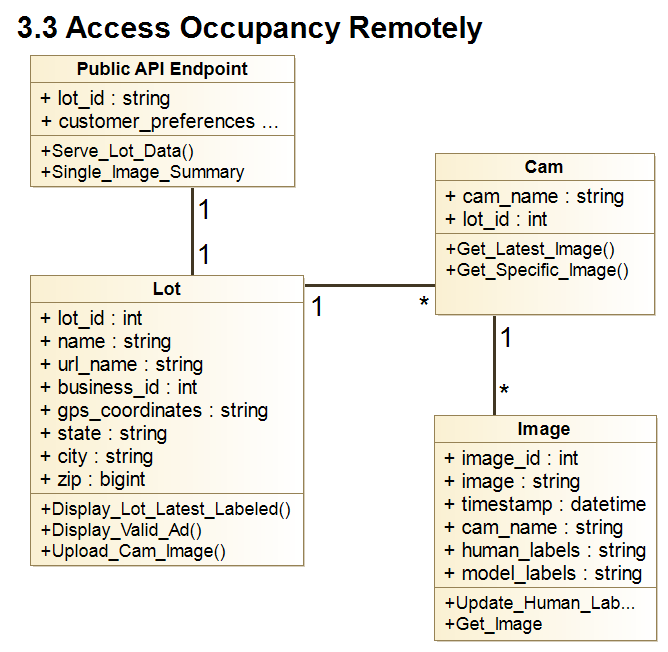 3.3 Access Occupancy Remotely
Public API Endpoint
+ lot_id : string
+ customer_preferences ...
+Serve_Lot_Data()
+Single_Image_Summary
1
1
Lot
+ lot_id : int
+ name : string
+ url_name : string
+ business_id : int
+ gps_coordinates : string
+ state : string
+ city : string
+ zip : bigint
+Display_Lot_Latest_Labeled()
+Display_Valid_Ad()
+Upload_Cam_Image()
1
*
Cam
+ cam_name : string
+ lot_id : int
+Get_Latest_Image()
+Get_Specific_Image()
1
*
Image
+ image_id : int
+ image : string
+ timestamp : datetime
+ cam_name : string
+ human_labels : string
+ model_labels : string
+Update_Human_Lab...
+Get_Image